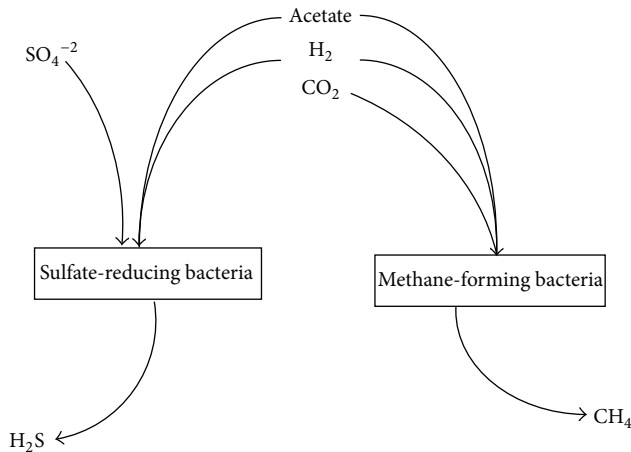 Acetate
SO₄⁻²
H₂
CO₂
Sulfate-reducing bacteria
Methane-forming bacteria
H₂S
CH₄